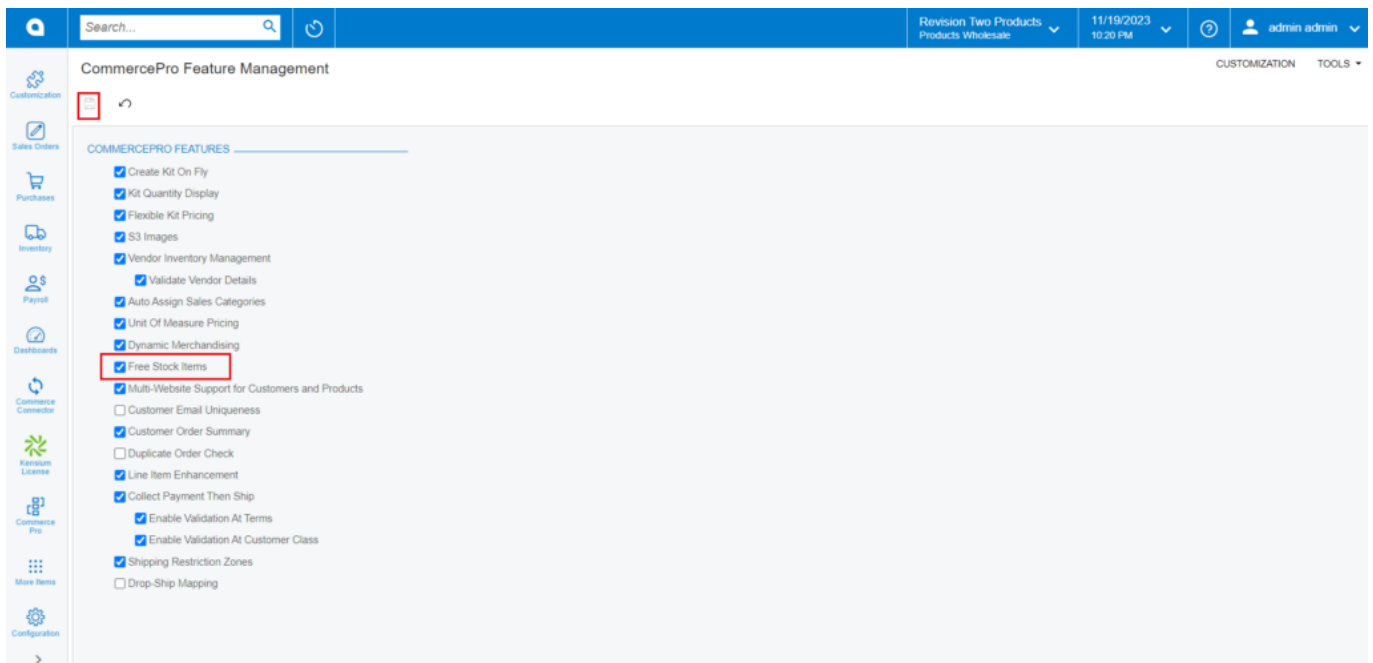 Search...
Revision Two Products
Products Wholesale
11/19/2023
10:20 PM
admin admin
CommercePro Feature Management
CUSTOMIZATION
TOOLS
Customization
Sales Orders
Purchases
Inventory
Payroll
Dashboards
Commerce
Connector
Kensium
License
Commerce
Pro
More Items
Configuration
COMMERCEPRO FEATURES
Create Kit On Fly
Kit Quantity Display
Flexible Kit Pricing
S3 Images
Vendor Inventory Management
Validate Vendor Details
Auto Assign Sales Categories
Unit Of Measure Pricing
Dynamic Merchandising
Free Stock Items
Multi-Website Support for Customers and Products
Customer Email Uniqueness
Customer Order Summary
Duplicate Order Check
Line Item Enhancement
Collect Payment Then Ship
Enable Validation At Terms
Enable Validation At Customer Class
Shipping Restriction Zones
Drop-Ship Mapping